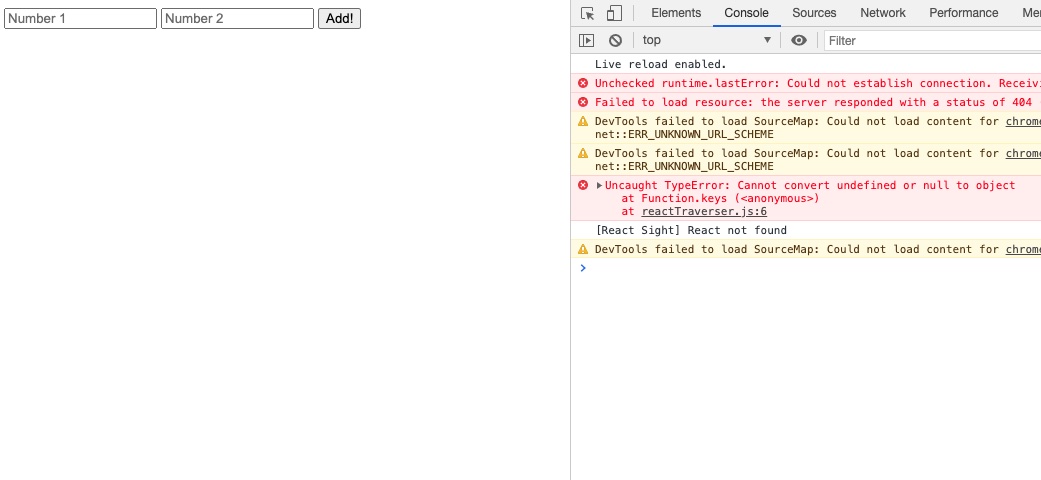 Number 1 Number 2 Add!
Elements Console Sources Network Performance
top Filter
Live reload enabled.
Unchecked runtime.lastError: Could not establish connection.
Failed to load resource: the server responded with a status of 404
DevTools failed to load SourceMap: Could not load content for chrome
net::ERR_UNKNOWN_URL_SCHEME
DevTools failed to load SourceMap: Could not load content for chrome
net::ERR_UNKNOWN_URL_SCHEME
Uncaught TypeError: Cannot convert undefined or null to object
at Function.keys (<anonymous>)
at reactTraverser.js:6
[React Sight] React not found
DevTools failed to load SourceMap: Could not load content for chrome